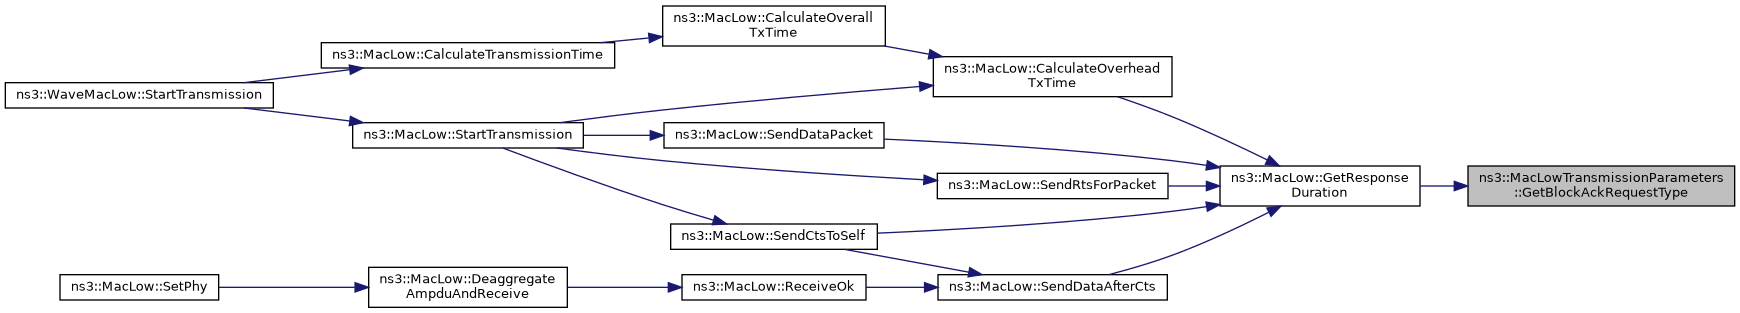 ns3::MacLow::CalculateOverall
TxTime
ns3::MacLow::CalculateTransmissionTime
ns3::MacLow::CalculateOverhead
TxTime
ns3::WaveMacLow::StartTransmission
ns3::MacLow::StartTransmission
ns3::MacLow::SendDataPacket
ns3::MacLow::GetResponse
Duration
ns3::MacLowTransmissionParameters
::GetBlockAckRequestType
ns3::MacLow::SendRtsForPacket
ns3::MacLow::SendCtsToSelf
ns3::MacLow::SetPhy
ns3::MacLow::Deaggregate
AmpduAndReceive
ns3::MacLow::ReceiveOk
ns3::MacLow::SendDataAfterCts